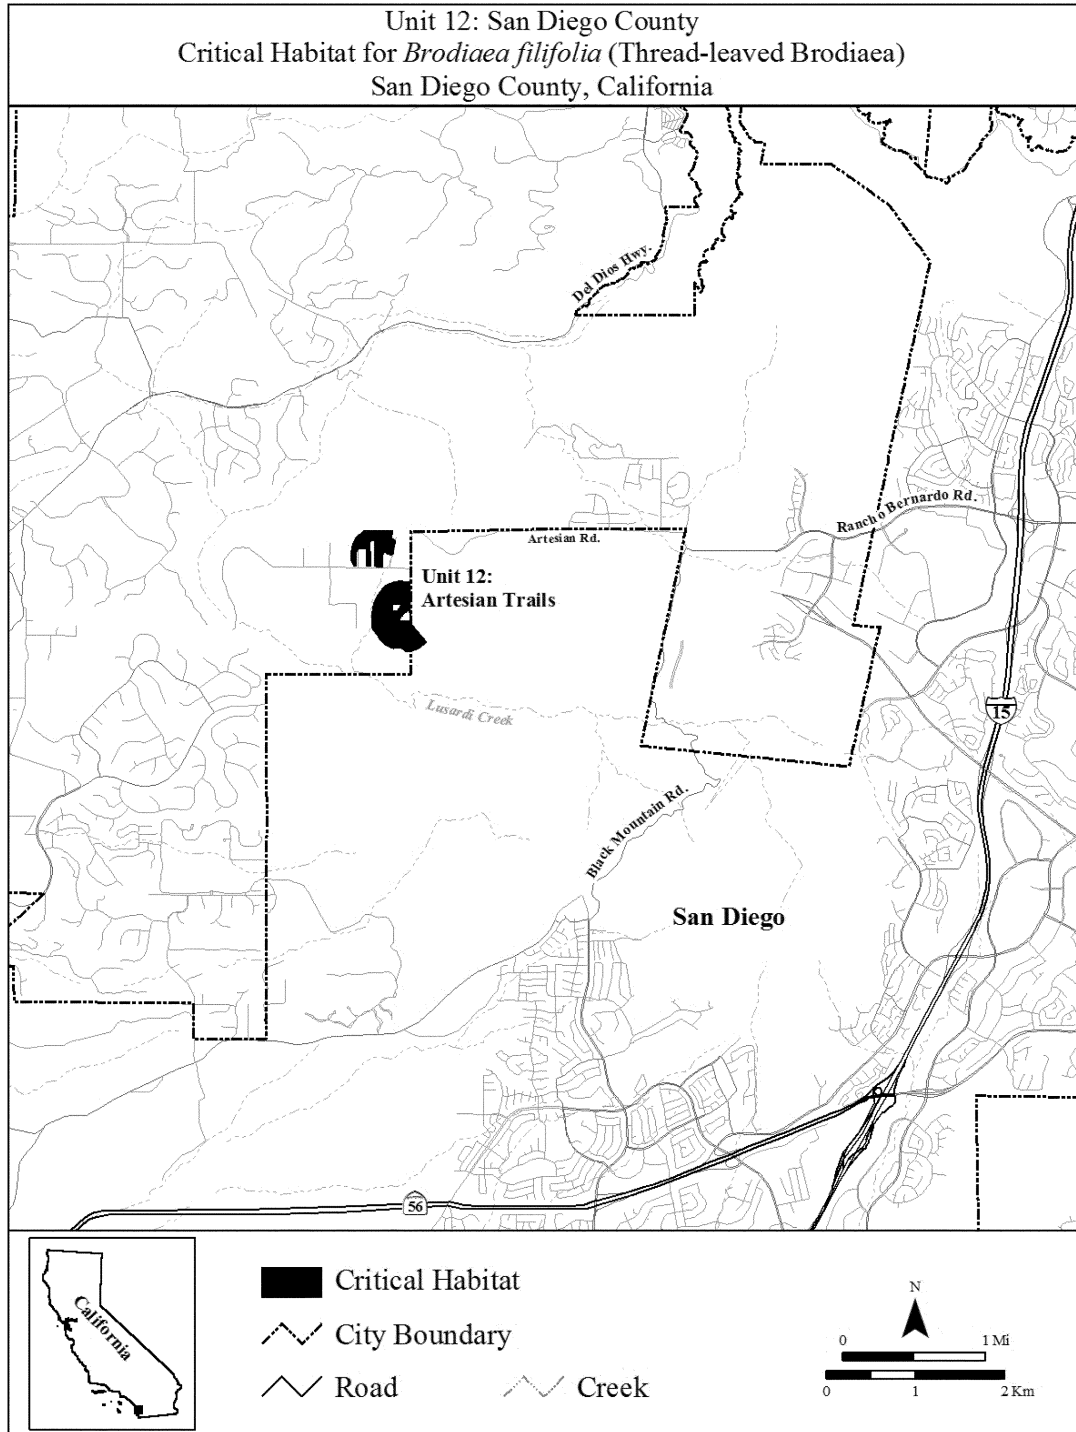 Unit 12: San Diego County
Critical Habitat for Brodiaea filifolia (Thread-leaved Brodiaea)
San Diego County, California
Del Dios Hwy.
Rancho Bernardo Rd.
Artesian Rd.
Unit 12:
Artesian Trails
Lusardi Creek
15
Black Mountain Rd.
San Diego
56
California
Critical Habitat
City Boundary
Road
Creek
N
0 1 Mi
0 1 2 Km